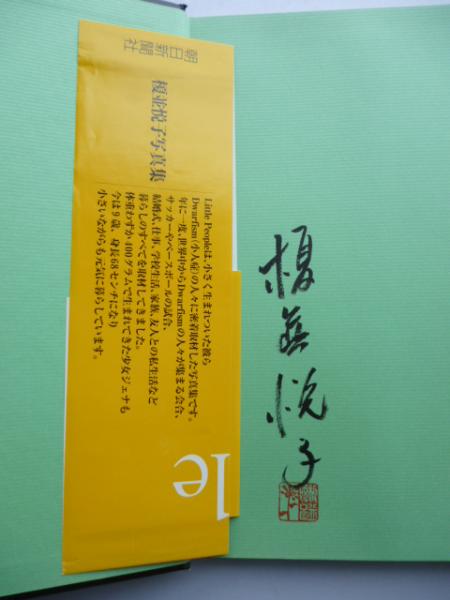 朝日新聞社
榎並悦子写真集
Little Peopleは、小さく生まれついた彼ら
Dwarfism(小人症)の人々に密着取材した写真集です。
年に一度、世界中からDwarfismの人々が集まる会合、
サッカーやベースボールの試合、
結婚式、仕事、学校生活、家族、友人との私生活など
暮らしのすべてを取材してきました。
体重わずか400グラムで生まれてきた少女ジェナも
今は9歳。身長68センチになり
小さいながらも元気に暮らしています。
le
榎並悦子